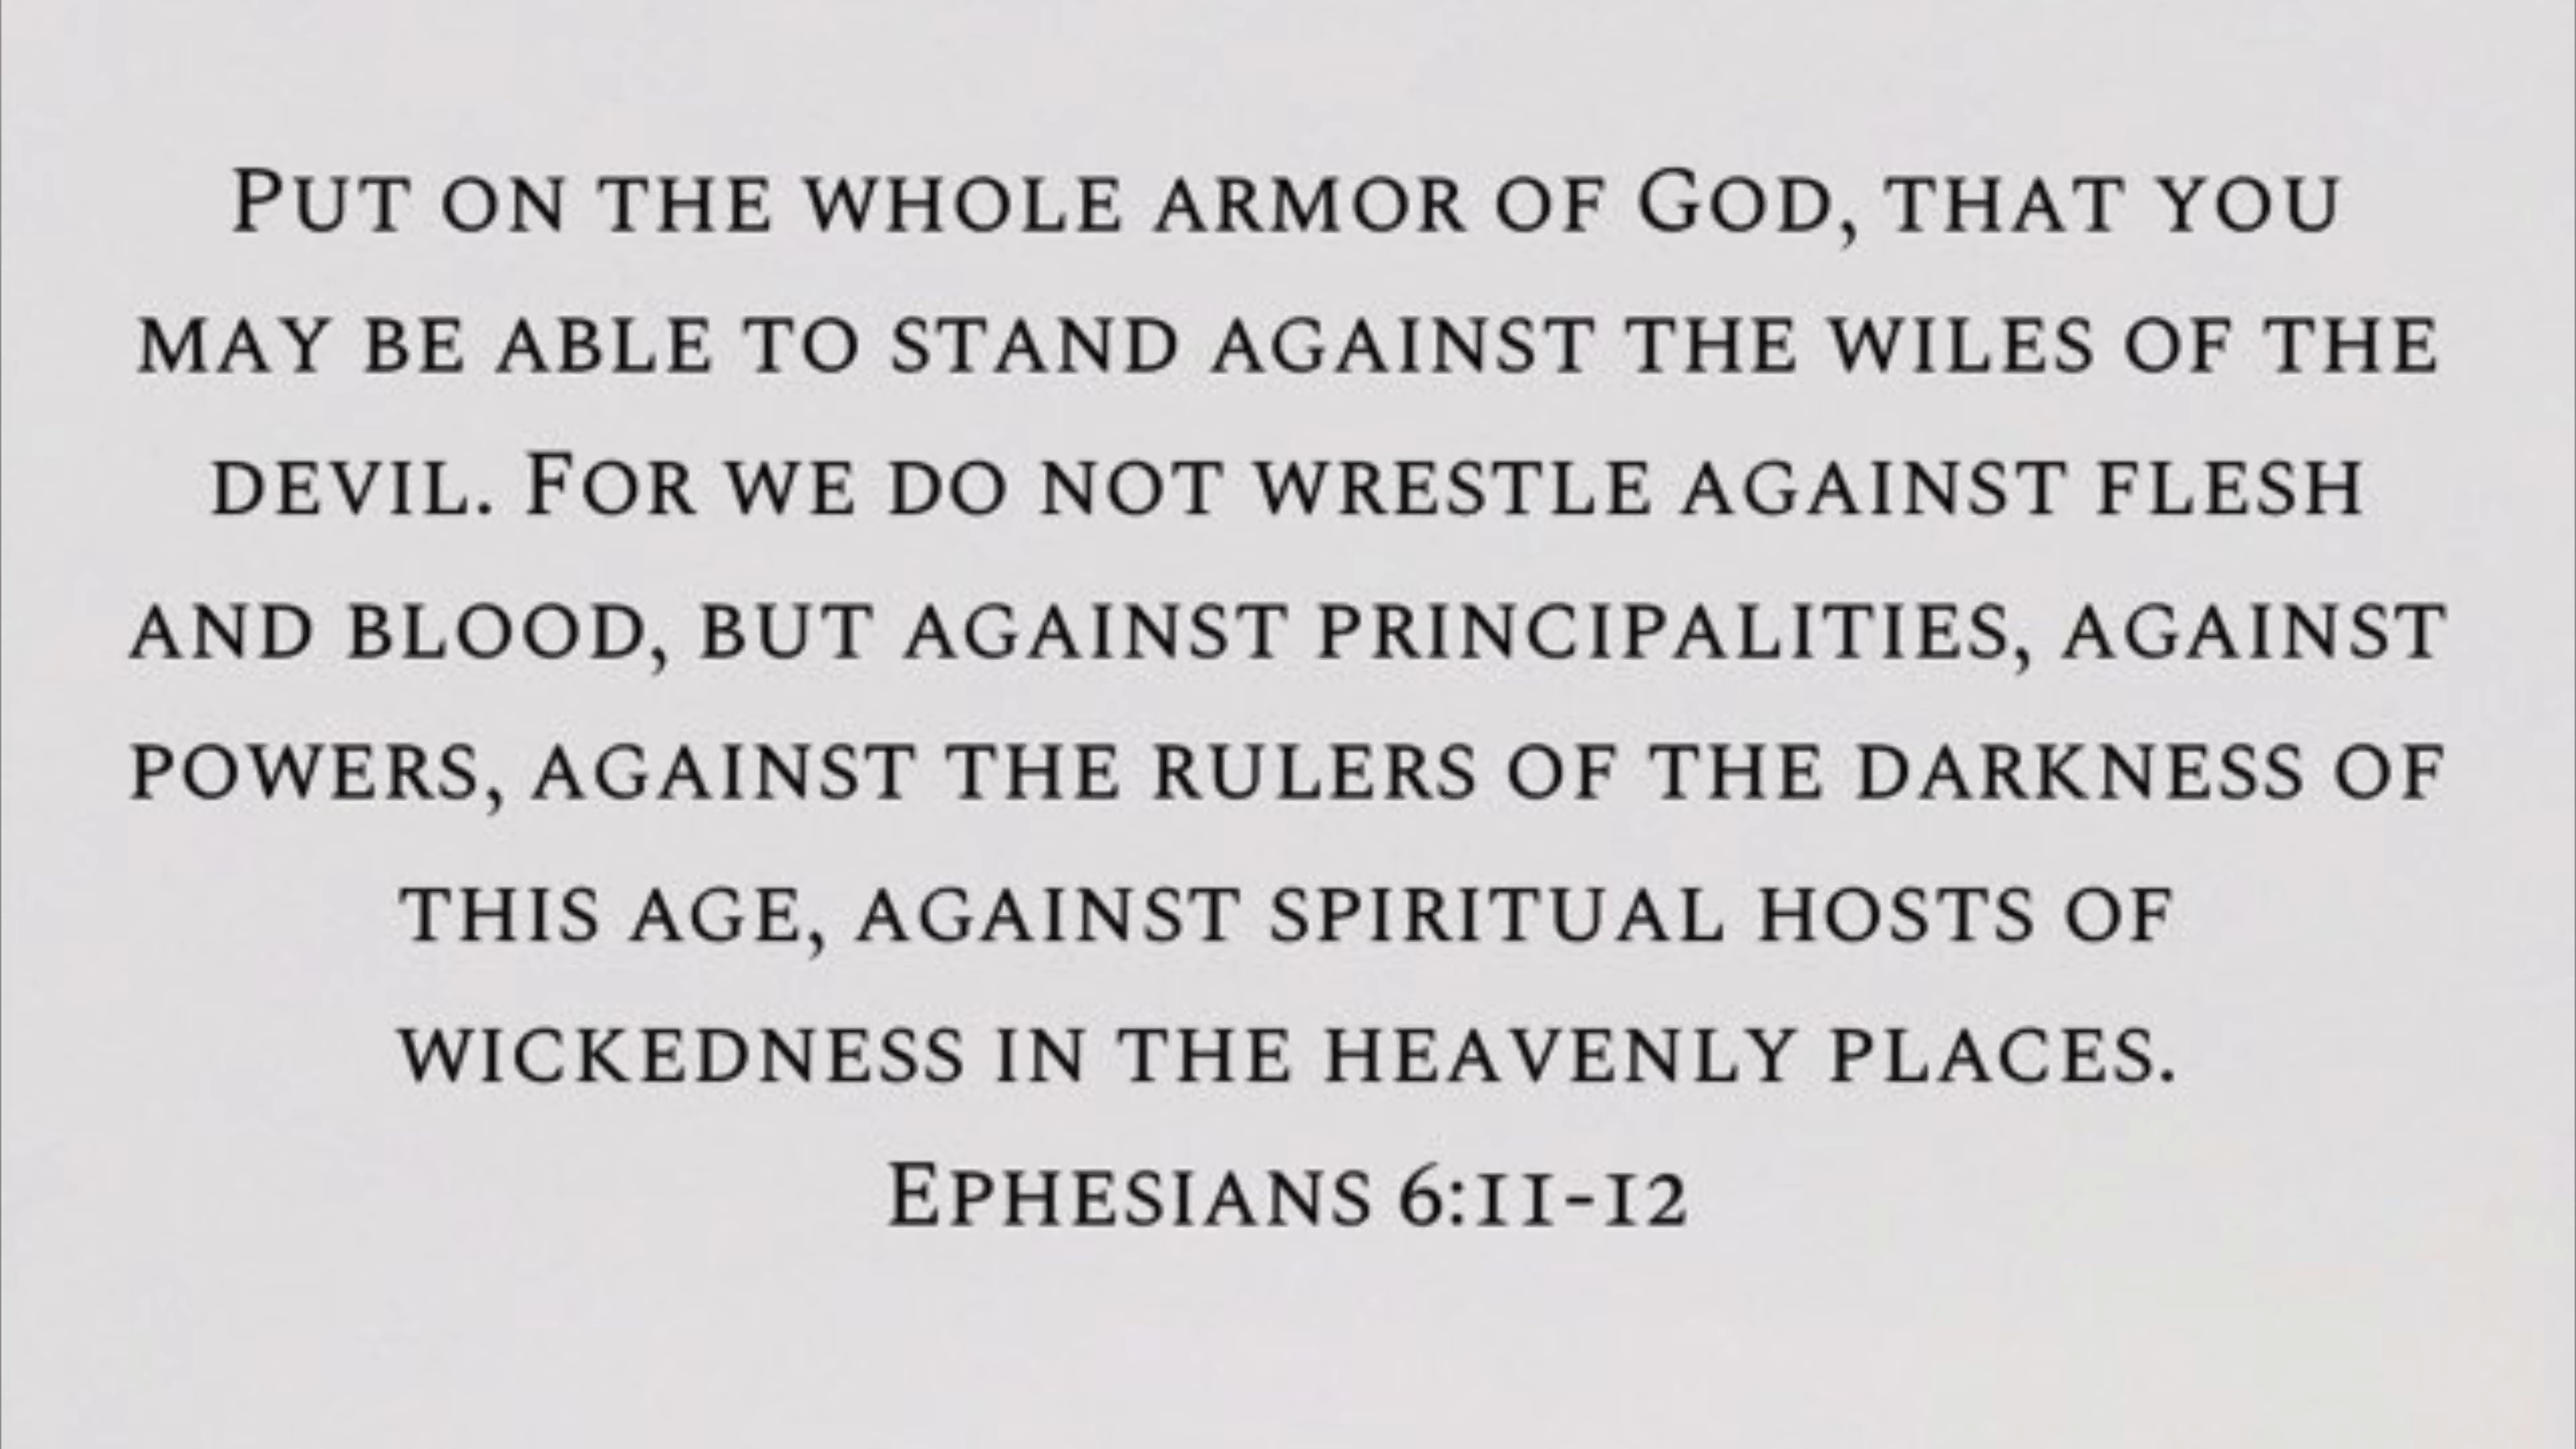 Put on the whole armor of God, that you
may be able to stand against the wiles of the
devil. For we do not wrestle against flesh
and blood, but against principalities, against
powers, against the rulers of the darkness of
this age, against spiritual hosts of
wickedness in the heavenly places.
Ephesians 6:11-12